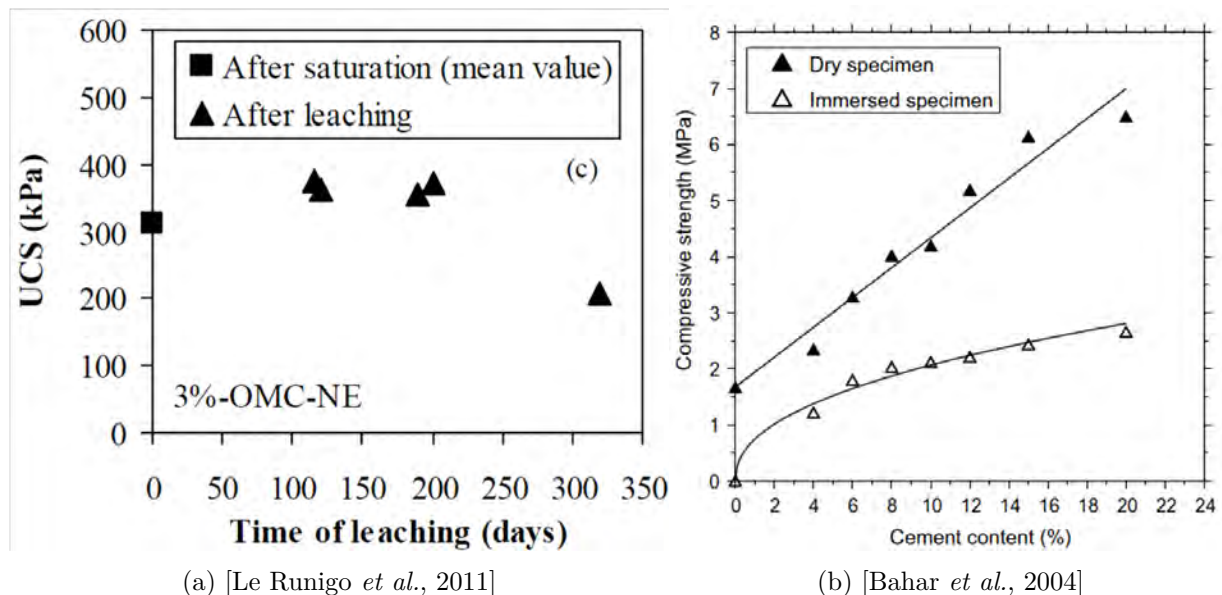 600
500
400
300
200
100
0
UCS (kPa)
■ After saturation (mean value)
▲ After leaching
(c)
3%-OMC-NE
0 50 100 150 200 250 300 350
Time of leaching (days)
(a) [Le Runigo et al., 2011]
8
7
6
5
4
3
2
1
0
Compressive strength (MPa)
▲ Dry specimen
△ Immersed specimen
0 2 4 6 8 10 12 14 16 18 20 22 24
Cement content (%)
(b) [Bahar et al., 2004]